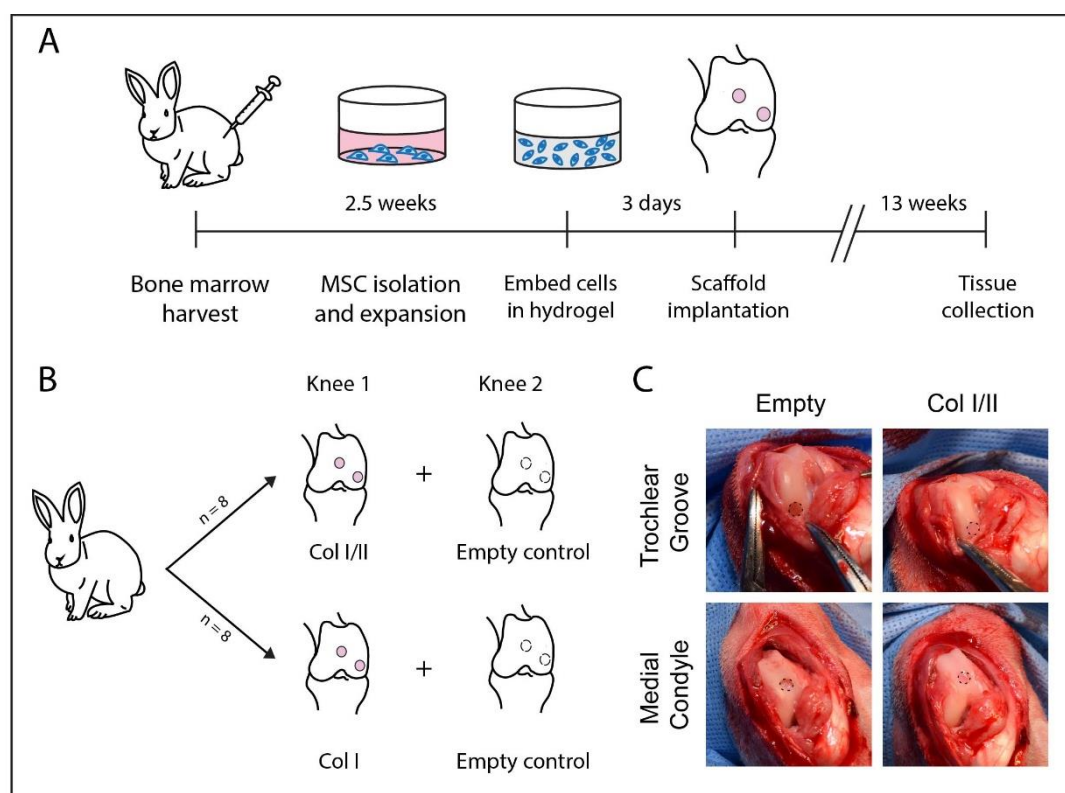 A
2.5 weeks
3 days
13 weeks
Bone marrow
harvest
MSC isolation
and expansion
Embed cells
in hydrogel
Scaffold
implantation
Tissue
collection
B
Knee 1
Knee 2
n = 8
+
Col I/II
Empty control
n = 8
+
Col I
Empty control
C
Empty
Col I/II
Trochlear
Groove
Medial
Condyle